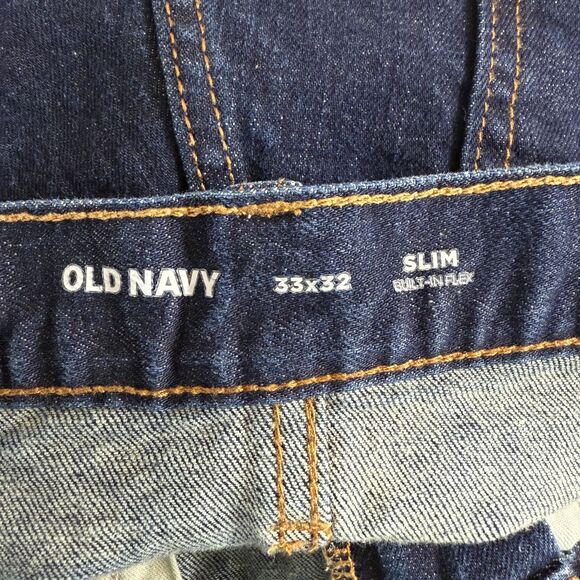 OLD NAVY
33x32
SLIM
BUILT-IN FLEX